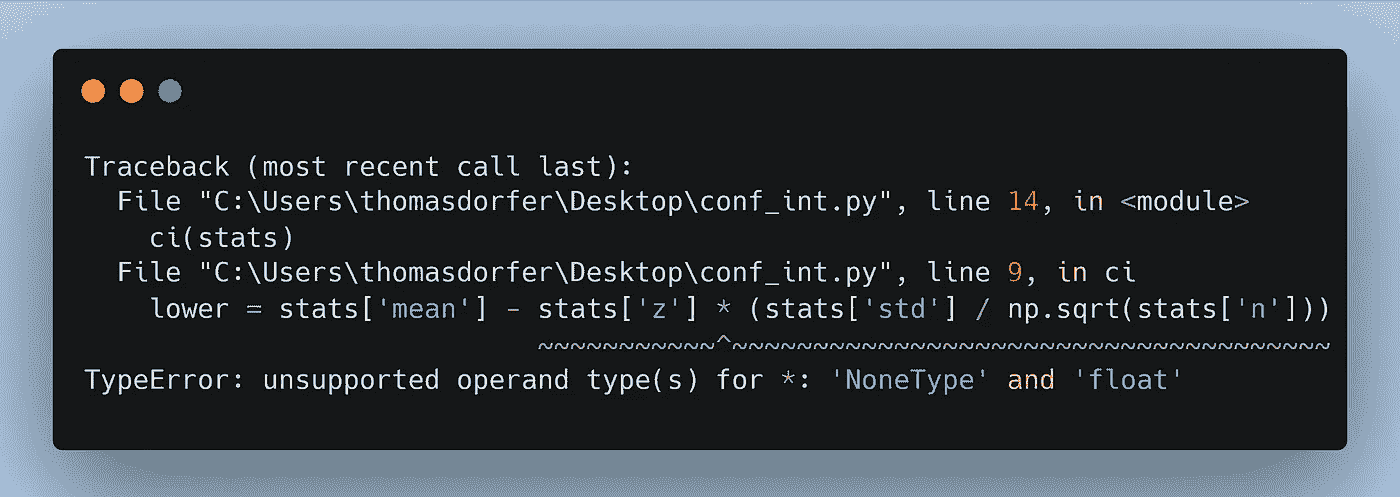 Traceback (most recent call last):
  File "C:\Users\thomasdorfer\Desktop\conf_int.py", line 14, in <module>
    ci(stats)
  File "C:\Users\thomasdorfer\Desktop\conf_int.py", line 9, in ci
    lower = stats['mean'] - stats['z'] * (stats['std'] / np.sqrt(stats['n']))
                            ~~~~~~~~~~~^~~~~~~~~~~~~~~~~~~~~~~~~~~~~~~~~~~~~~
TypeError: unsupported operand type(s) for *: 'NoneType' and 'float'